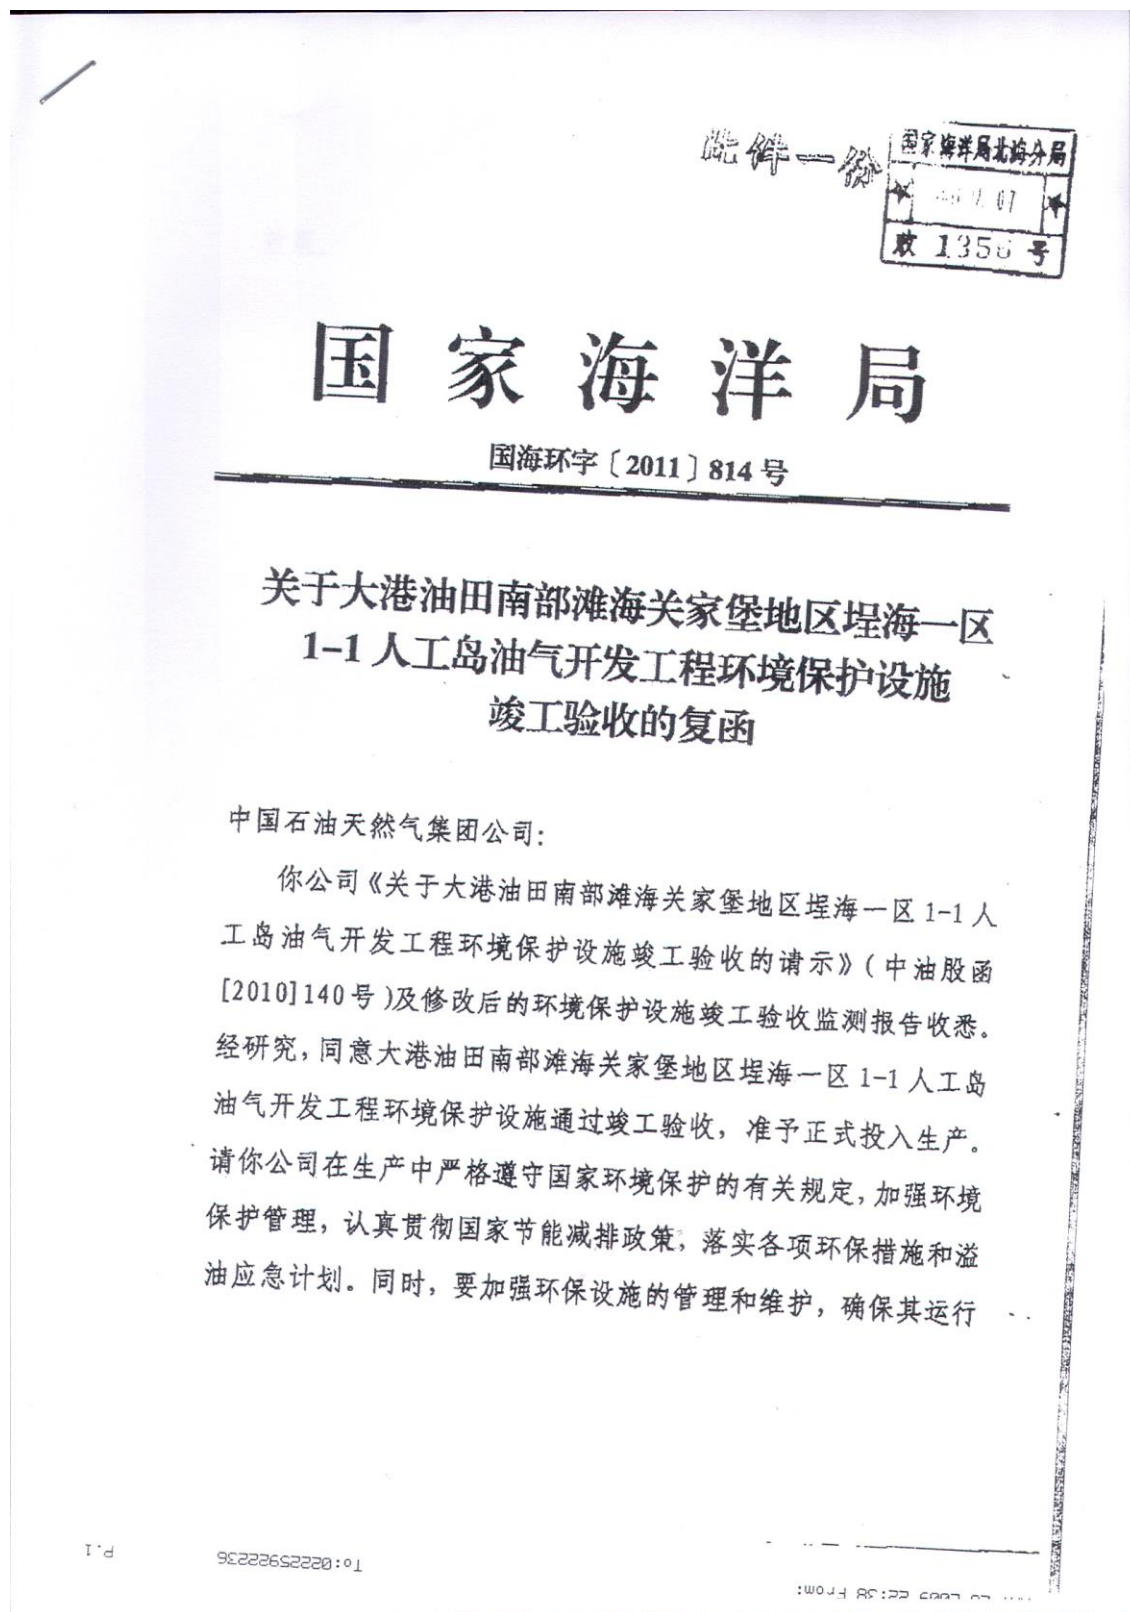 此件一份
国家海洋局北海分局
07
收 1356 号
国家海洋局
国海环字〔2011〕814 号
关于大港油田南部滩海关家堡地区埕海一区
1-1 人工岛油气开发工程环境保护设施
竣工验收的复函
中国石油天然气集团公司:
你公司《关于大港油田南部滩海关家堡地区埕海一区 1-1 人
工岛油气开发工程环境保护设施竣工验收的请示》(中油股函
[2010]140 号)及修改后的环境保护设施竣工验收监测报告收悉。
经研究,同意大港油田南部滩海关家堡地区埕海一区 1-1 人工岛
油气开发工程环境保护设施通过竣工验收,准予正式投入生产。
请你公司在生产中严格遵守国家环境保护的有关规定,加强环境
保护管理,认真贯彻国家节能减排政策,落实各项环保措施和溢
油应急计划。同时,要加强环保设施的管理和维护,确保其运行
P.1
To:02225922236
22:38 From: